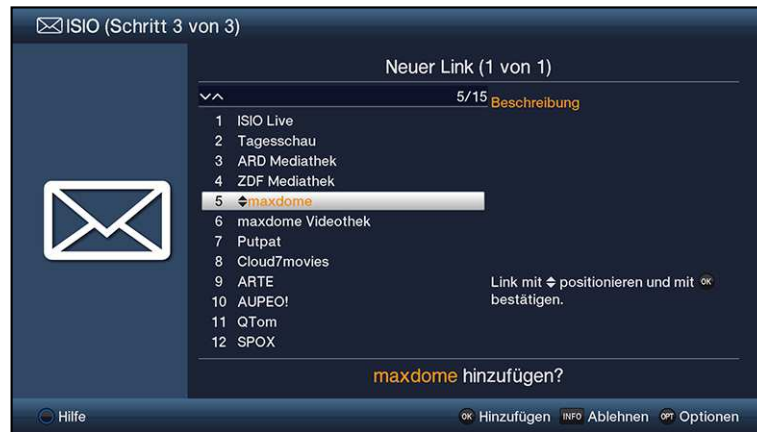 ISIO (Schritt 3 von 3)
Neuer Link (1 von 1)
5/15
Beschreibung
1 ISIO Live
2 Tagesschau
3 ARD Mediathek
4 ZDF Mediathek
5 maxdome
6 maxdome Videothek
7 Putpat
8 Cloud7movies
9 ARTE
10 AUPEO!
11 QTom
12 SPOX
Link mit positionieren und mit OK
bestätigen.
maxdome hinzufügen?
Hilfe
OK Hinzufügen INFO Ablehnen OPT Optionen